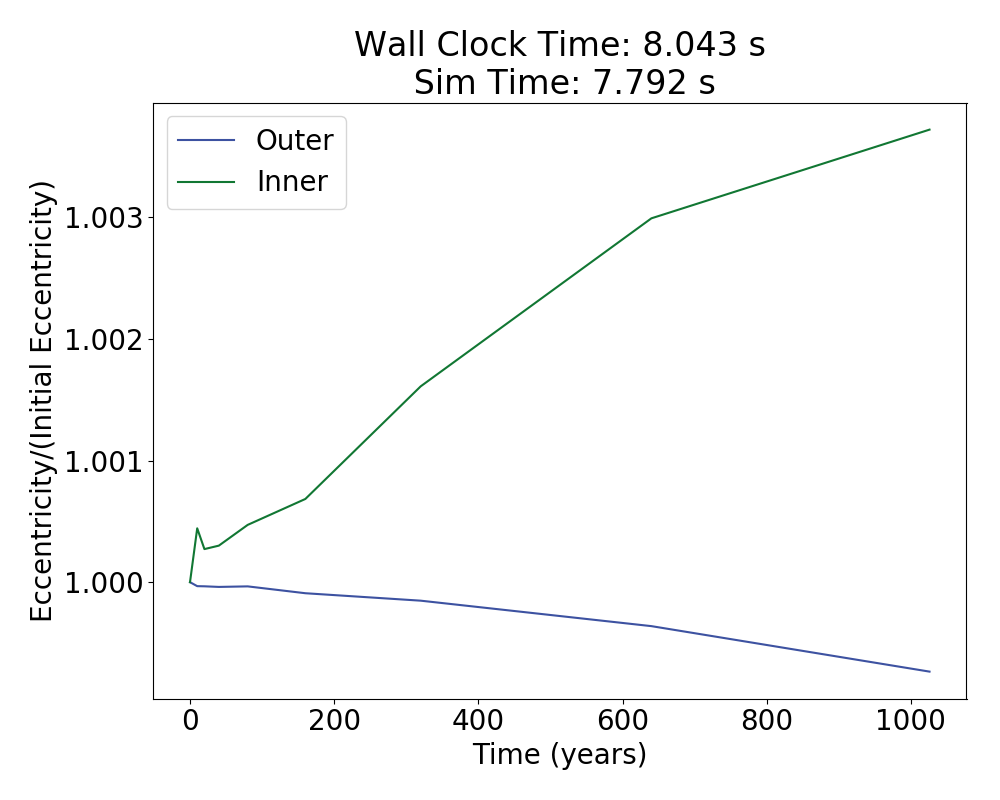 Wall Clock Time: 8.043 s
Sim Time: 7.792 s
Outer
Inner
Eccentricity/(Initial Eccentricity)
1.003
1.002
1.001
1.000
0
200
400
600
800
1000
Time (years)